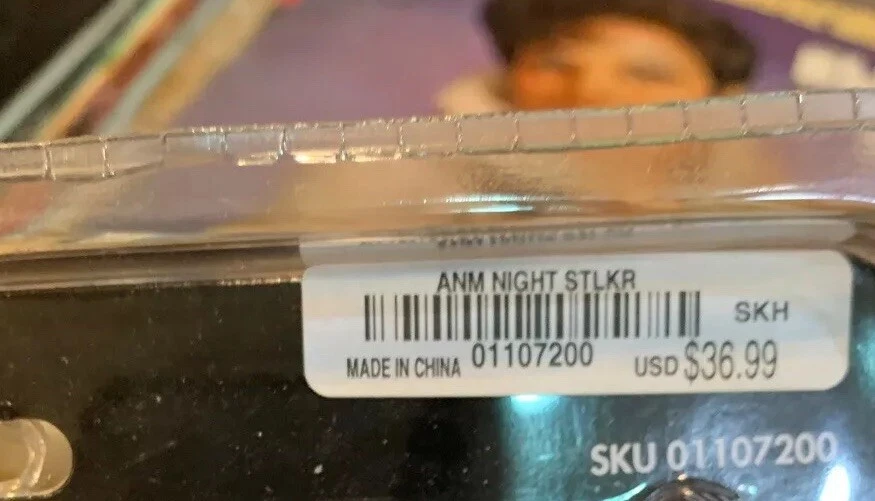 ANM NIGHT STLKR
SKH
MADE IN CHINA 01107200 USD $36.99
SKU 01107200